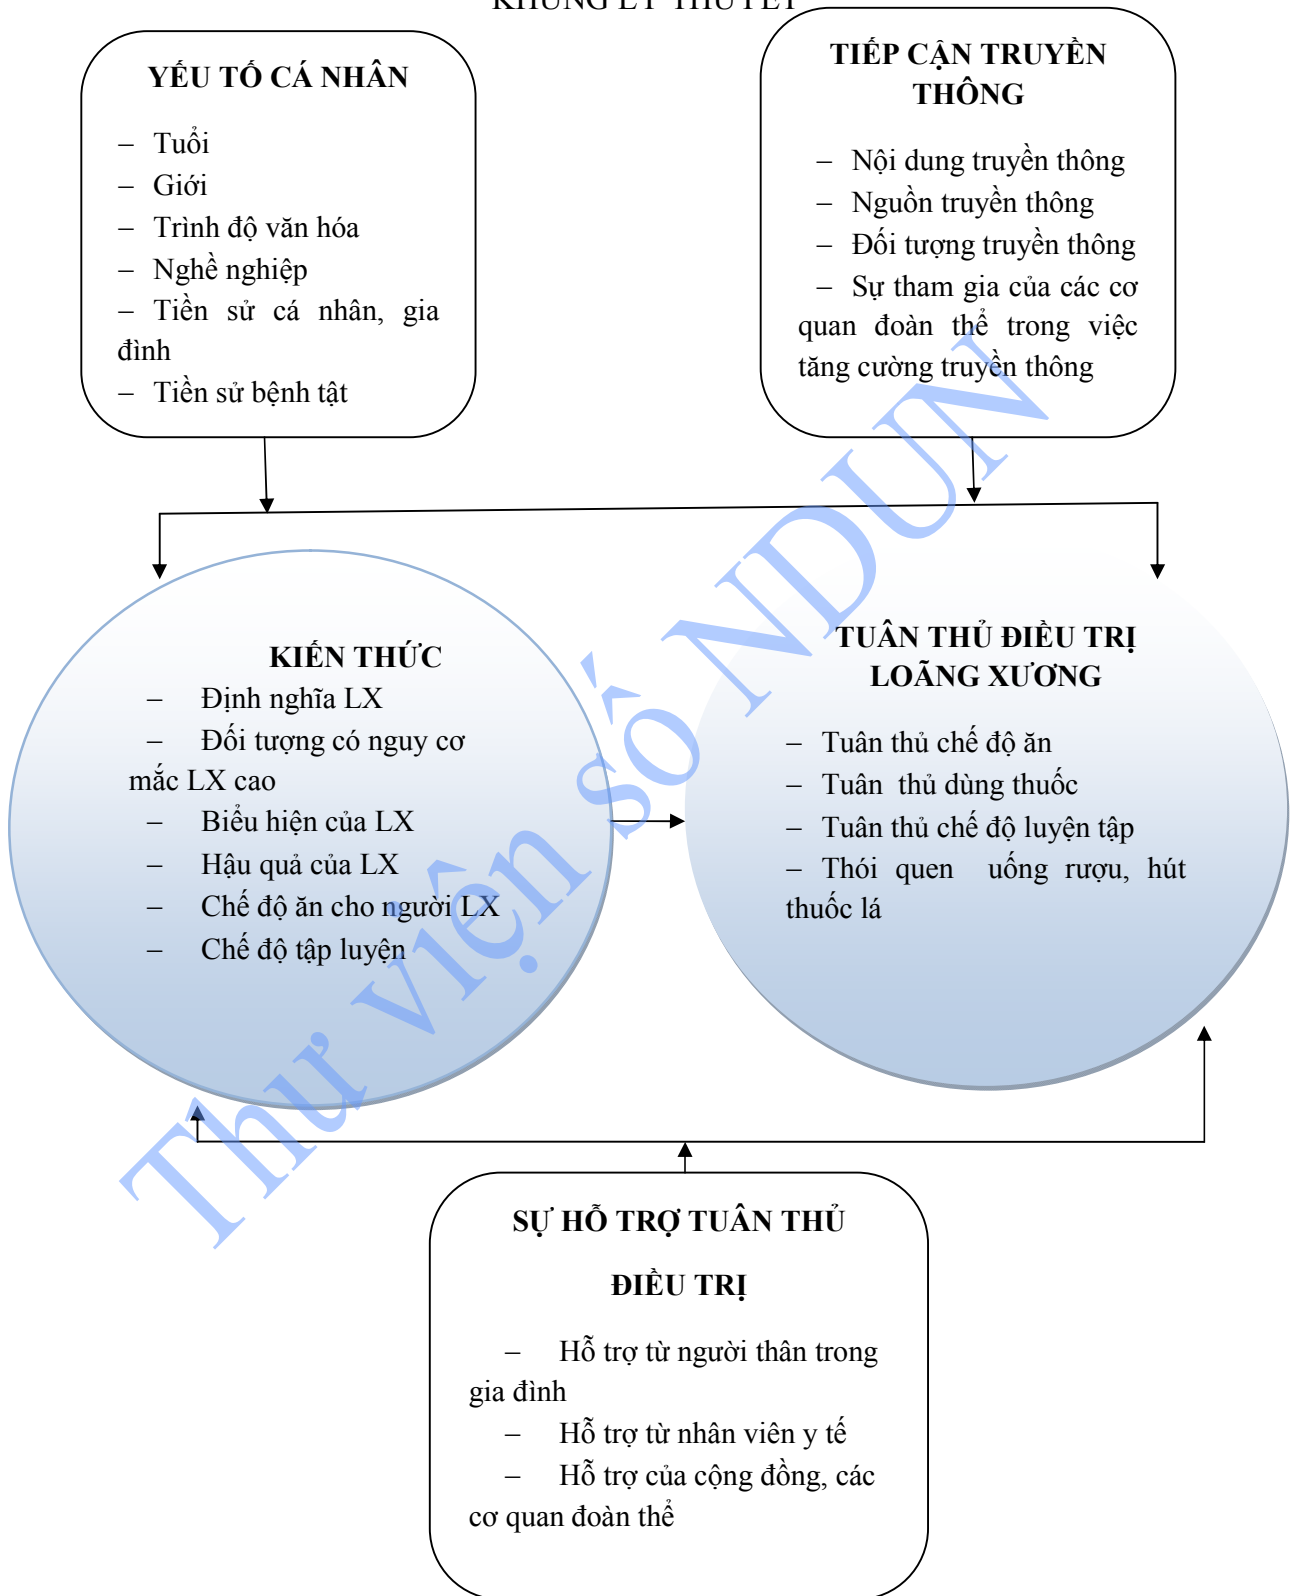 KHUNG LÝ THUYẾT
YẾU TỐ CÁ NHÂN
– Tuổi
– Giới
– Trình độ văn hóa
– Nghề nghiệp
– Tiền sử cá nhân, gia
đình
– Tiền sử bệnh tật
TIẾP CẬN TRUYỀN
THÔNG
– Nội dung truyền thông
– Nguồn truyền thông
– Đối tượng truyền thông
– Sự tham gia của các cơ
quan đoàn thể trong việc
tăng cường truyền thông
KIẾN THỨC
– Định nghĩa LX
– Đối tượng có nguy cơ
mắc LX cao
– Biểu hiện của LX
– Hậu quả của LX
– Chế độ ăn cho người LX
– Chế độ tập luyện
TUÂN THỦ ĐIỀU TRỊ
LOÃNG XƯƠNG
– Tuân thủ chế độ ăn
– Tuân thủ dùng thuốc
– Tuân thủ chế độ luyện tập
– Thói quen uống rượu, hút
thuốc lá
SỰ HỖ TRỢ TUÂN THỦ
ĐIỀU TRỊ
– Hỗ trợ từ người thân trong
gia đình
– Hỗ trợ từ nhân viên y tế
– Hỗ trợ của cộng đồng, các
cơ quan đoàn thể
Thư viện số NDUN